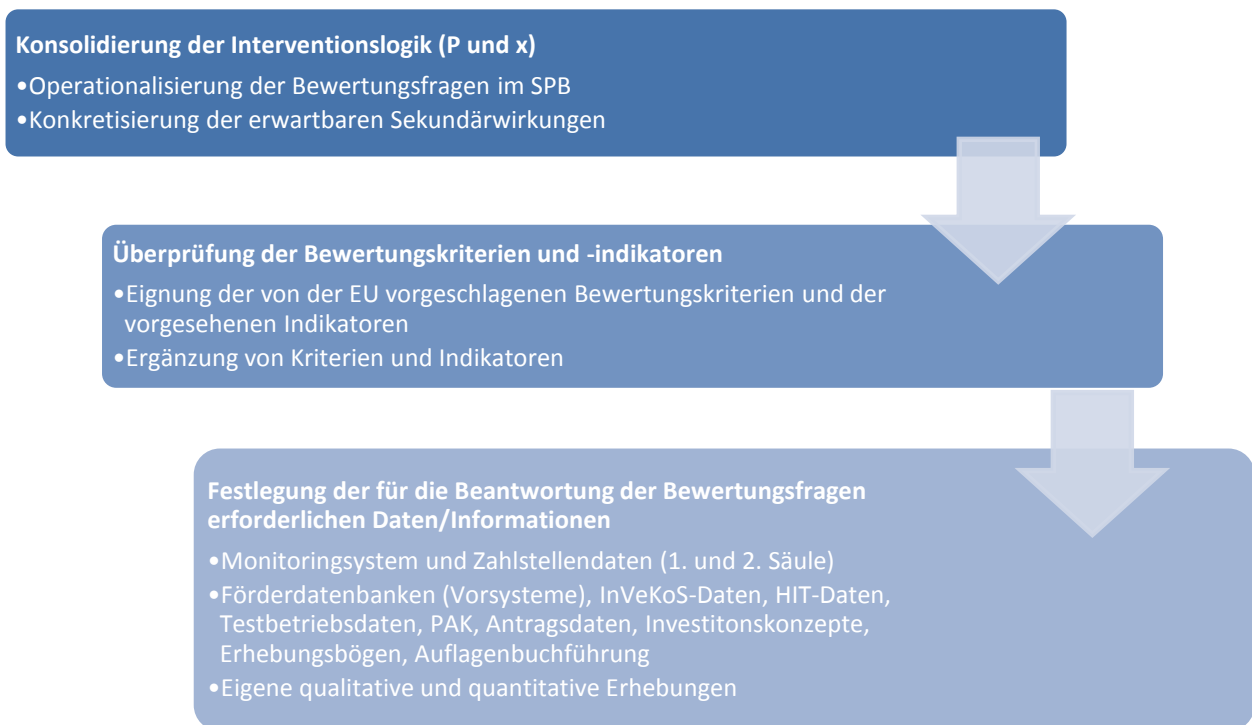 Konsolidierung der Interventionslogik (P und x)
•Operationalisierung der Bewertungsfragen im SPB
•Konkretisierung der erwartbaren Sekundärwirkungen
Überprüfung der Bewertungskriterien und -indikatoren
•Eignung der von der EU vorgeschlagenen Bewertungskriterien und der
vorgesehenen Indikatoren
•Ergänzung von Kriterien und Indikatoren
Festlegung der für die Beantwortung der Bewertungsfragen
erforderlichen Daten/Informationen
•Monitoringsystem und Zahlstellendaten (1. und 2. Säule)
•Förderdatenbanken (Vorsysteme), InVeKoS-Daten, HIT-Daten,
Testbetriebsdaten, PAK, Antragsdaten, Investitonskonzepte,
Erhebungsbögen, Auflagenbuchführung
•Eigene qualitative und quantitative Erhebungen